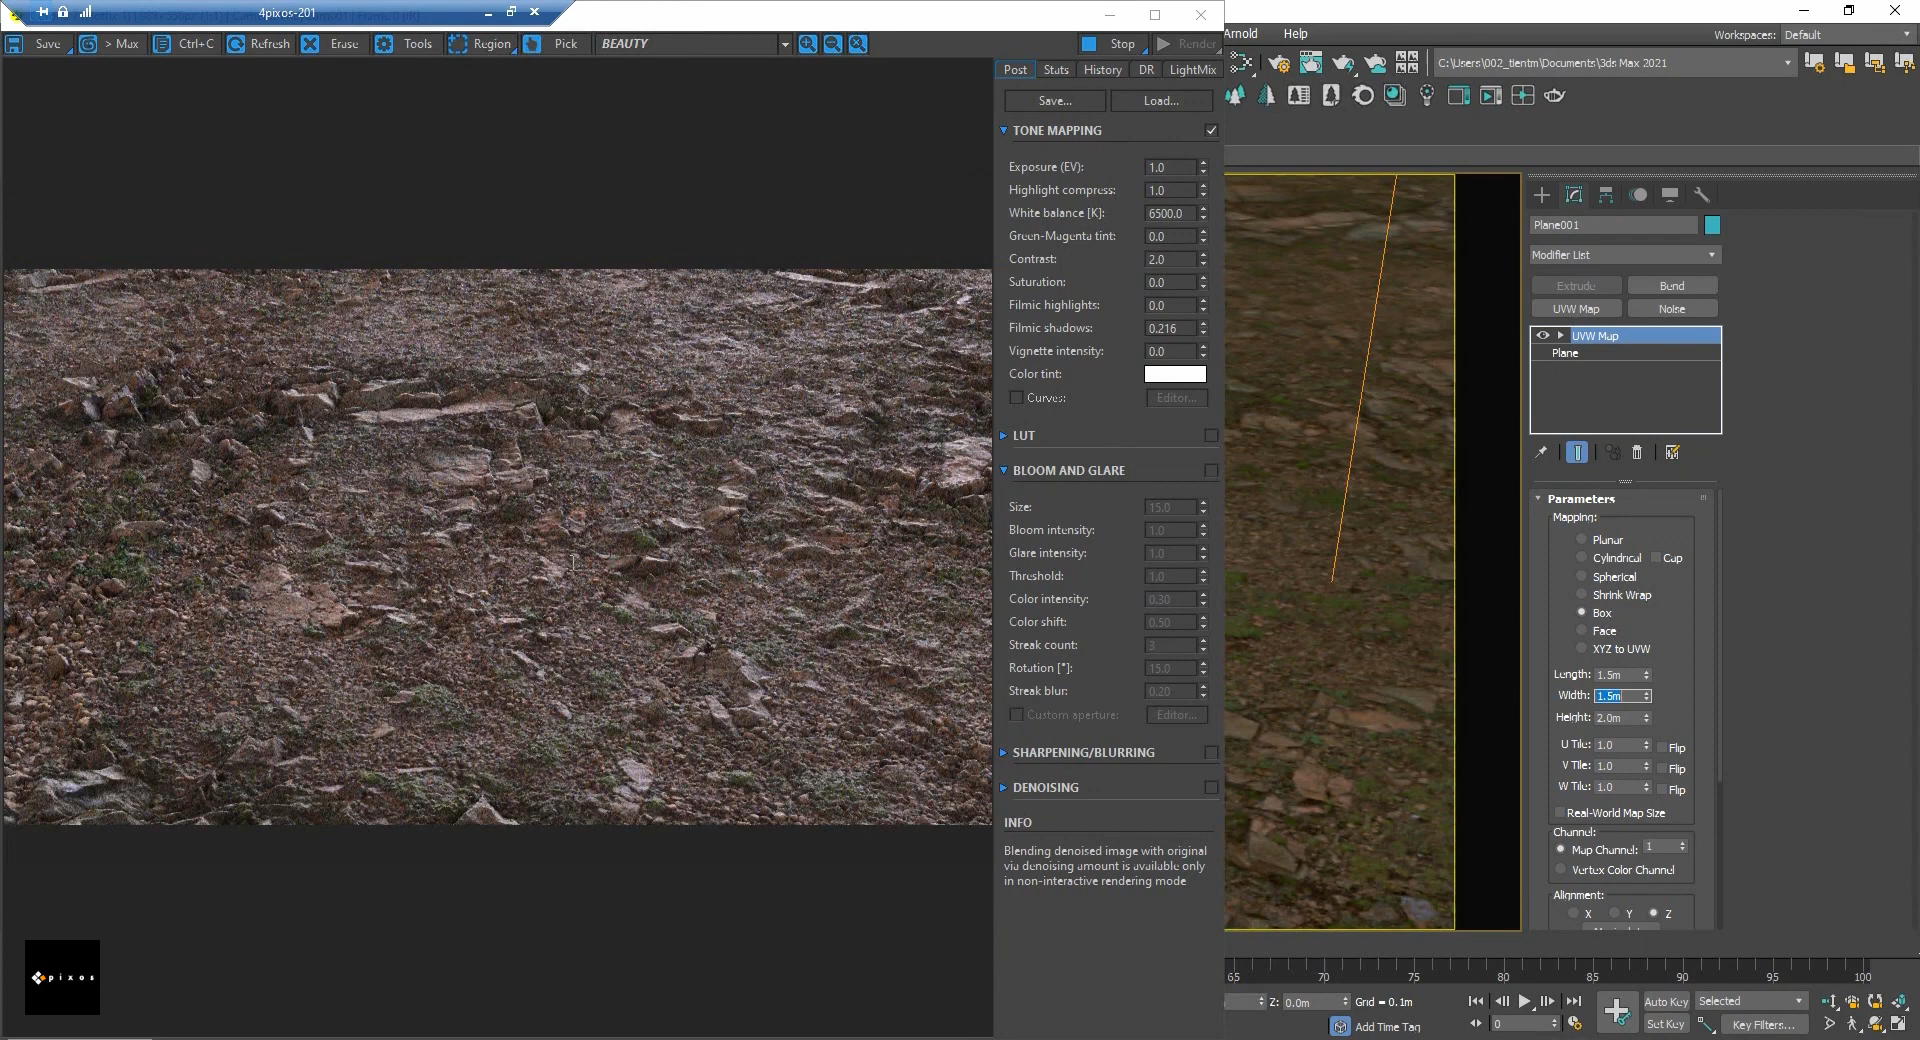 4pixos-201
Save > Max Ctrl+C Refresh Erase Tools Region Pick BEAUTY Stop Render
Post Stats History DR LightMix
Save... Load...
TONE MAPPING
Exposure (EV): 1.0
Highlight compress: 1.0
White balance [K]: 6500.0
Green-Magenta tint: 0.0
Contrast: 2.0
Saturation: 0.0
Filmic highlights: 0.0
Filmic shadows: 0.216
Vignette intensity: 0.0
Color tint:
Curves: Editor...
LUT
BLOOM AND GLARE
Size: 15.0
Bloom intensity: 1.0
Glare intensity: 1.0
Threshold: 1.0
Color intensity: 0.30
Color shift: 0.50
Streak count: 3
Rotation [°]: 15.0
Streak blur: 0.20
Custom aperture: Editor...
SHARPENING/BLURRING
DENOISING
INFO
Blending denoised image with original
via denoising amount is available only
in non-interactive rendering mode
pixos
Arnold Help Workspaces: Default
C:\Users\002_tientm\Documents\3ds Max 2021
Plane001
Modifier List
Extrude Bend
UVW Map Noise
UVW Map
Plane
Parameters
Mapping:
Planar
Cylindrical Cap
Spherical
Shrink Wrap
Box
Face
XYZ to UVW
Length: 1.5m
Width: 1.5m
Height: 2.0m
U Tile: 1.0 Flip
V Tile: 1.0 Flip
W Tile: 1.0 Flip
Real-World Map Size
Channel:
Map Channel: 1
Vertex Color Channel
Alignment:
X Y Z
65 70 75 80 85 90 95 100
Z: 0.0m Grid = 0.1m
Auto Key Selected
Add Time Tag
0
Set Key Key Filters...